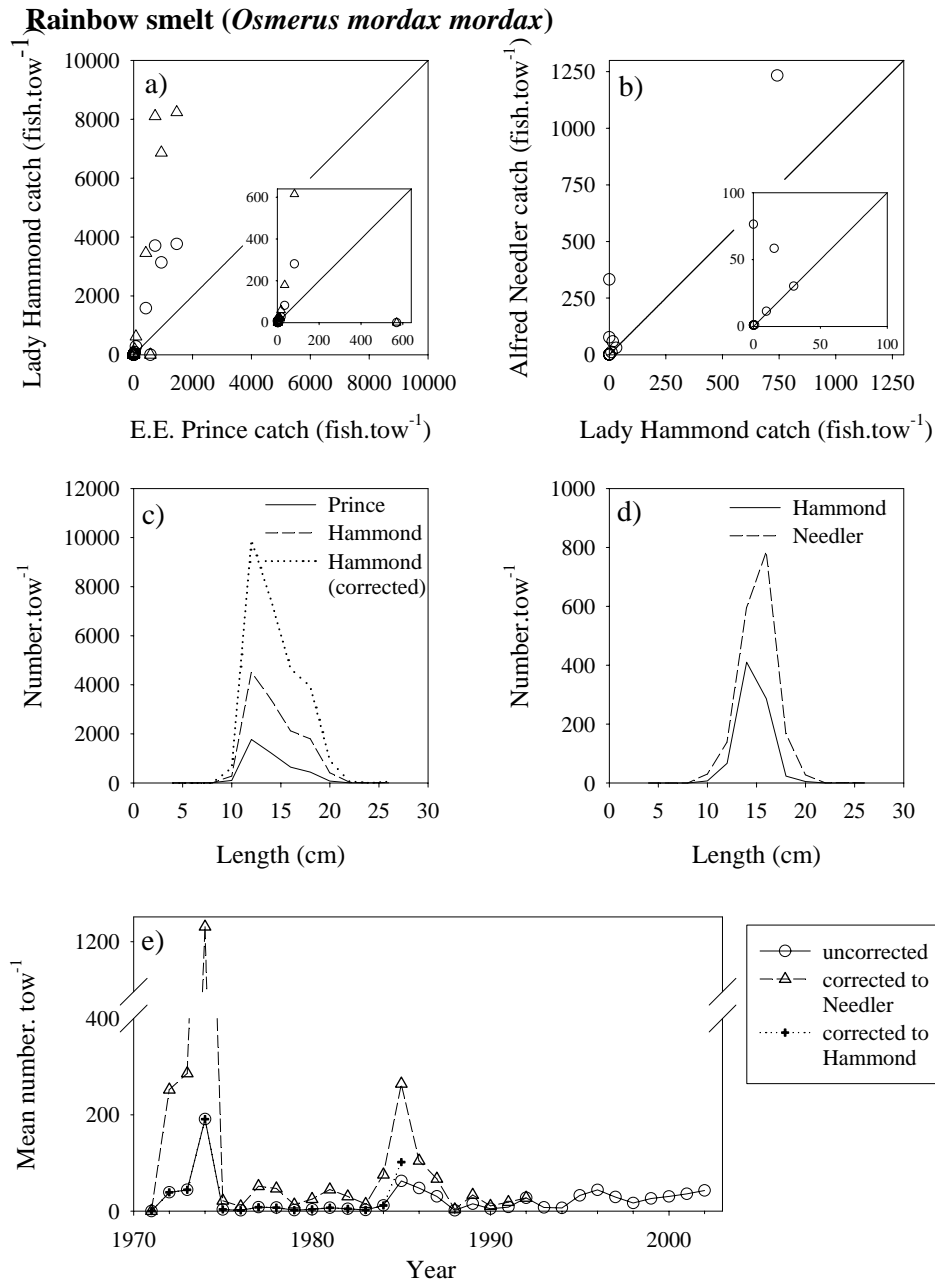 Rainbow smelt (Osmerus mordax mordax)
a)
Lady Hammond catch (fish.tow-1)
10000
8000
6000
4000
2000
0
0 2000 4000 6000 8000 10000
E.E. Prince catch (fish.tow-1)
600
400
200
0
0 200 400 600
b)
Alfred Needler catch (fish.tow-1)
1250
1000
750
500
250
0
0 250 500 750 1000 1250
Lady Hammond catch (fish.tow-1)
100
50
0
0 50 100
c)
Number.tow-1
12000
10000
8000
6000
4000
2000
0
0 5 10 15 20 25 30
Length (cm)
Prince
Hammond
Hammond
(corrected)
d)
Number.tow-1
1000
800
600
400
200
0
0 5 10 15 20 25 30
Length (cm)
Hammond
Needler
e)
Mean number. tow-1
1200
400
200
0
1970 1980 1990 2000
Year
uncorrected
corrected to
Needler
corrected to
Hammond